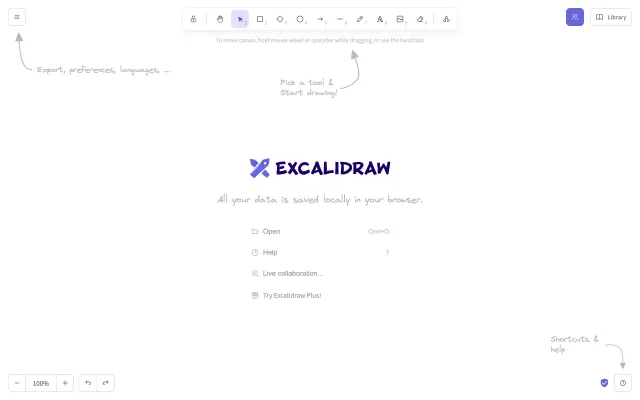 Library
To move canvas, hold mouse wheel or spacebar while dragging, or use the hand tool
Export, preferences, languages, ...
Pick a tool &
Start drawing!
EXCALIDRAW
All your data is saved locally in your browser.
Open Cmd+O
Help ?
Live collaboration...
Try Excalidraw Plus!
Shortcuts &
help
100%